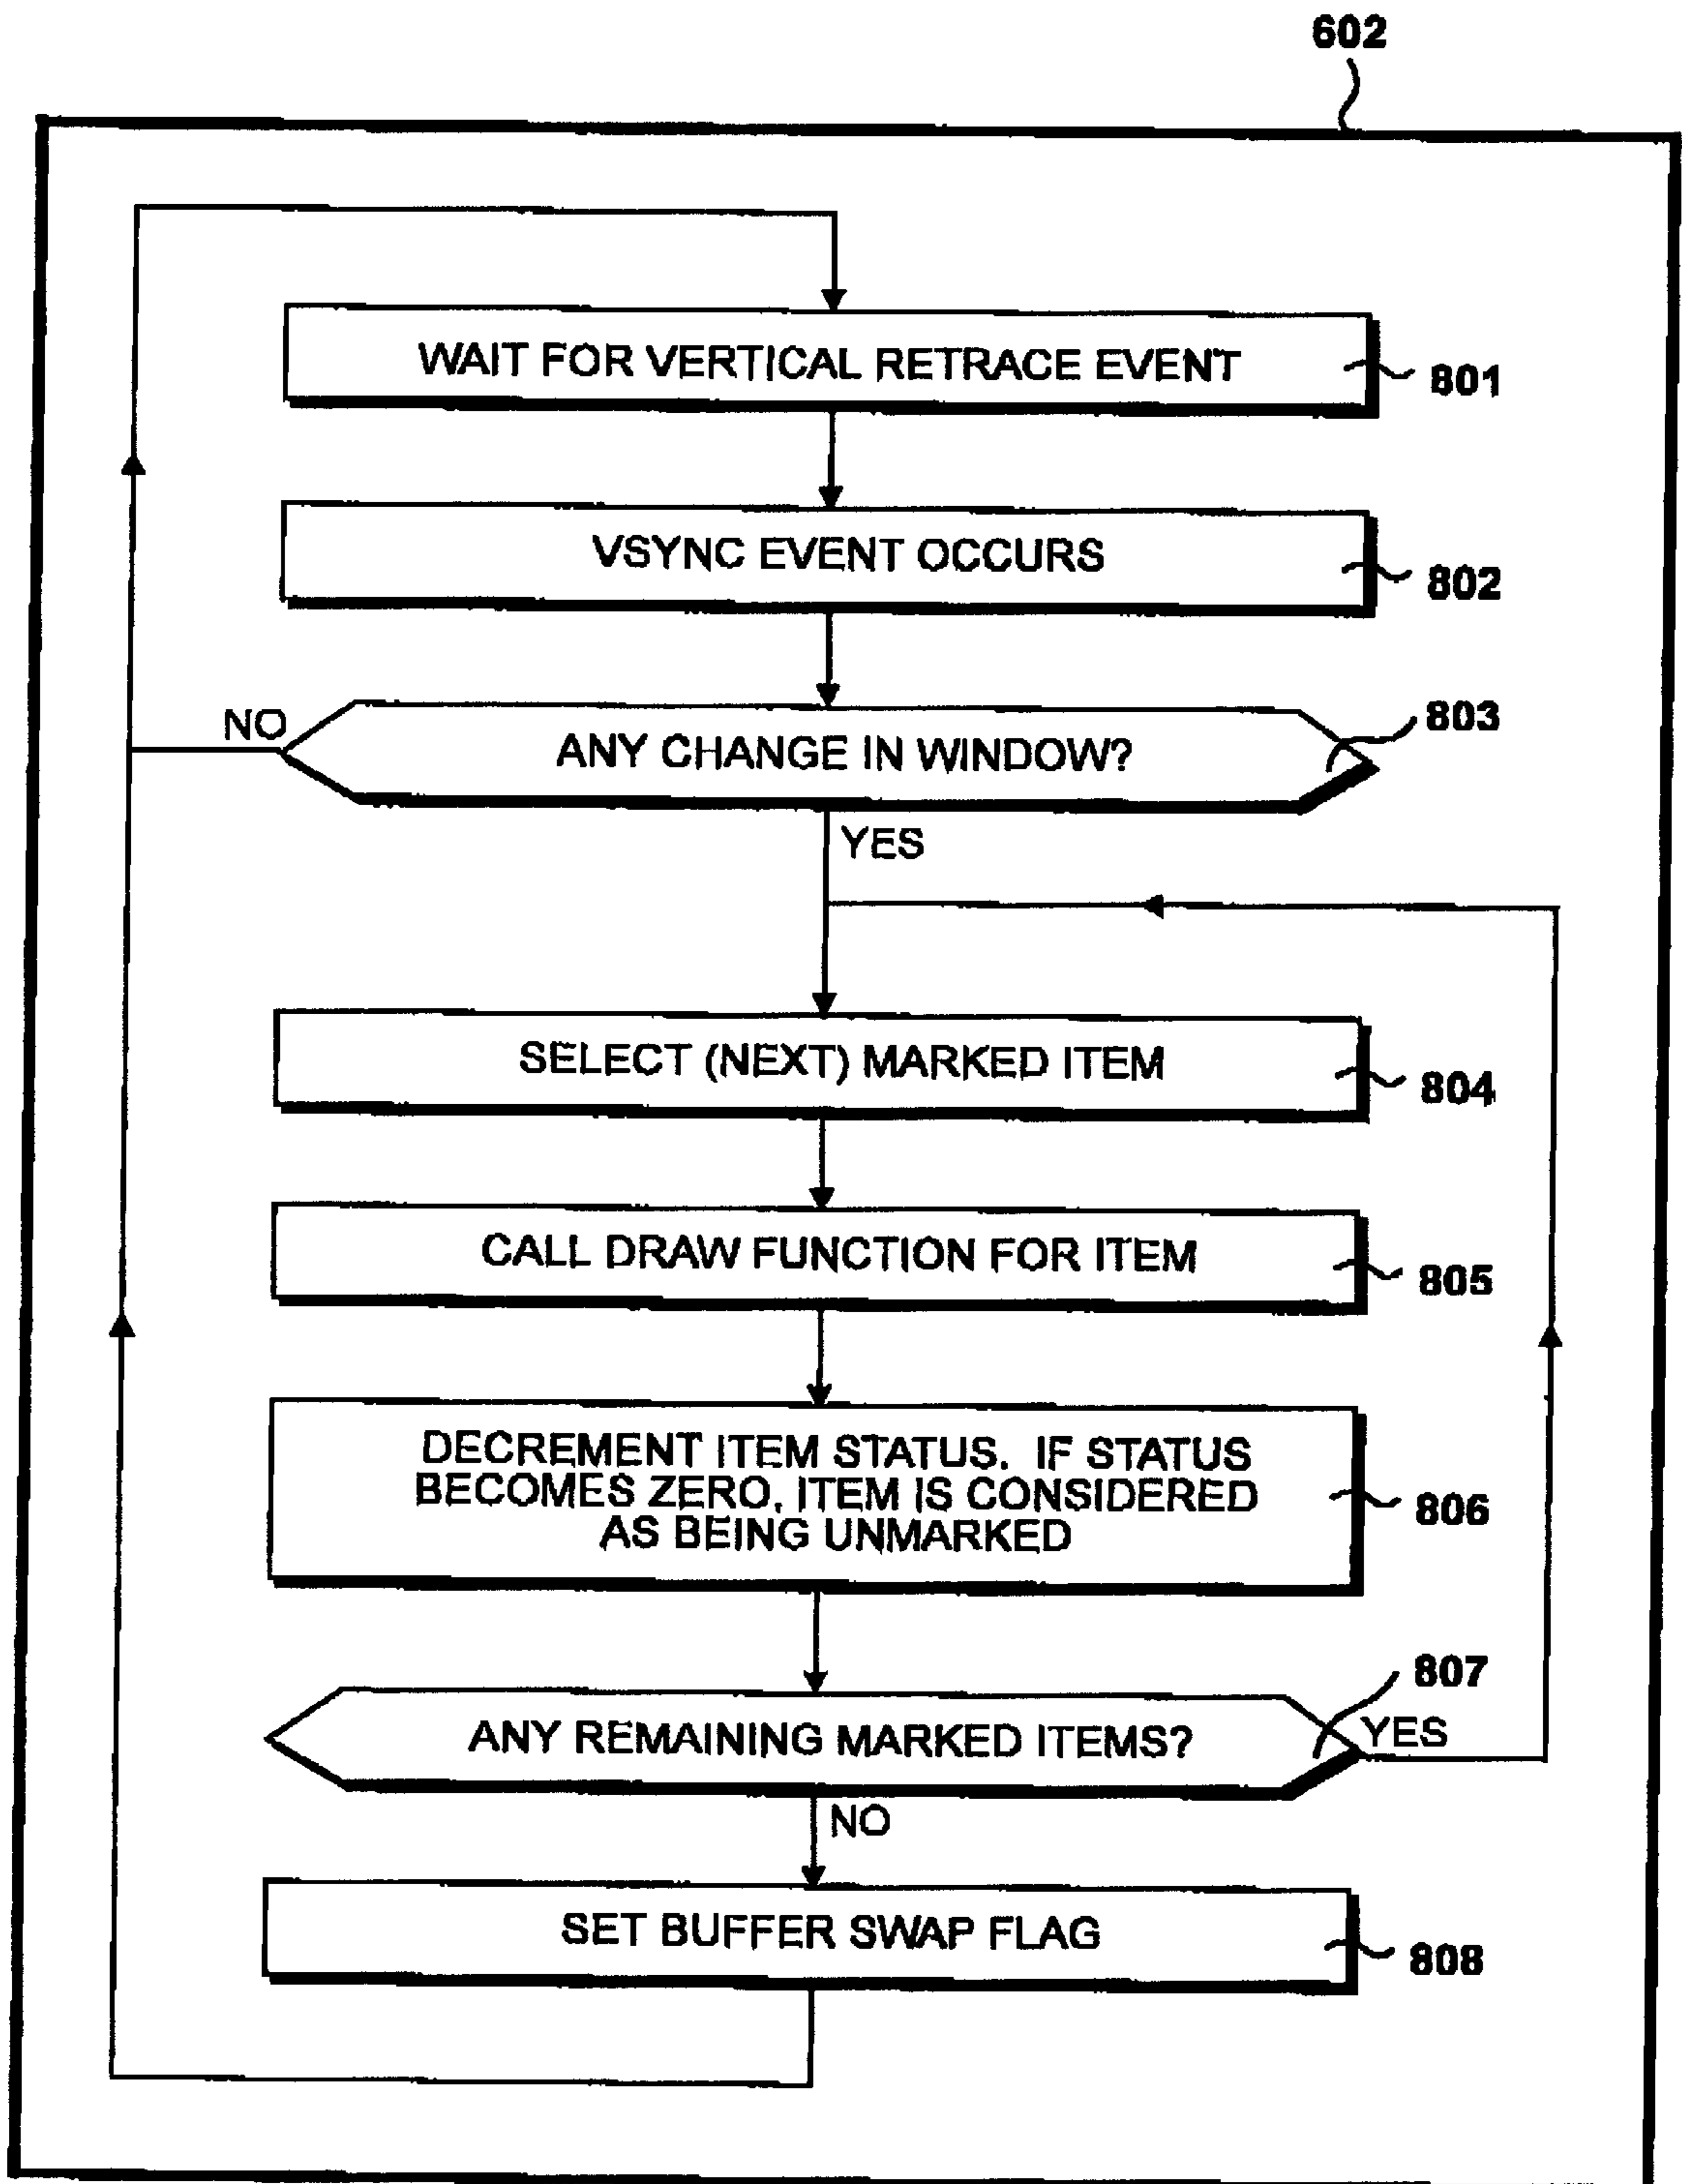 602
WAIT FOR VERTICAL RETRACE EVENT
801
VSYNC EVENT OCCURS
802
NO
ANY CHANGE IN WINDOW?
803
YES
SELECT (NEXT) MARKED ITEM
804
CALL DRAW FUNCTION FOR ITEM
805
DECREMENT ITEM STATUS. IF STATUS
BECOMES ZERO, ITEM IS CONSIDERED
AS BEING UNMARKED
806
807
ANY REMAINING MARKED ITEMS?
YES
NO
SET BUFFER SWAP FLAG
808